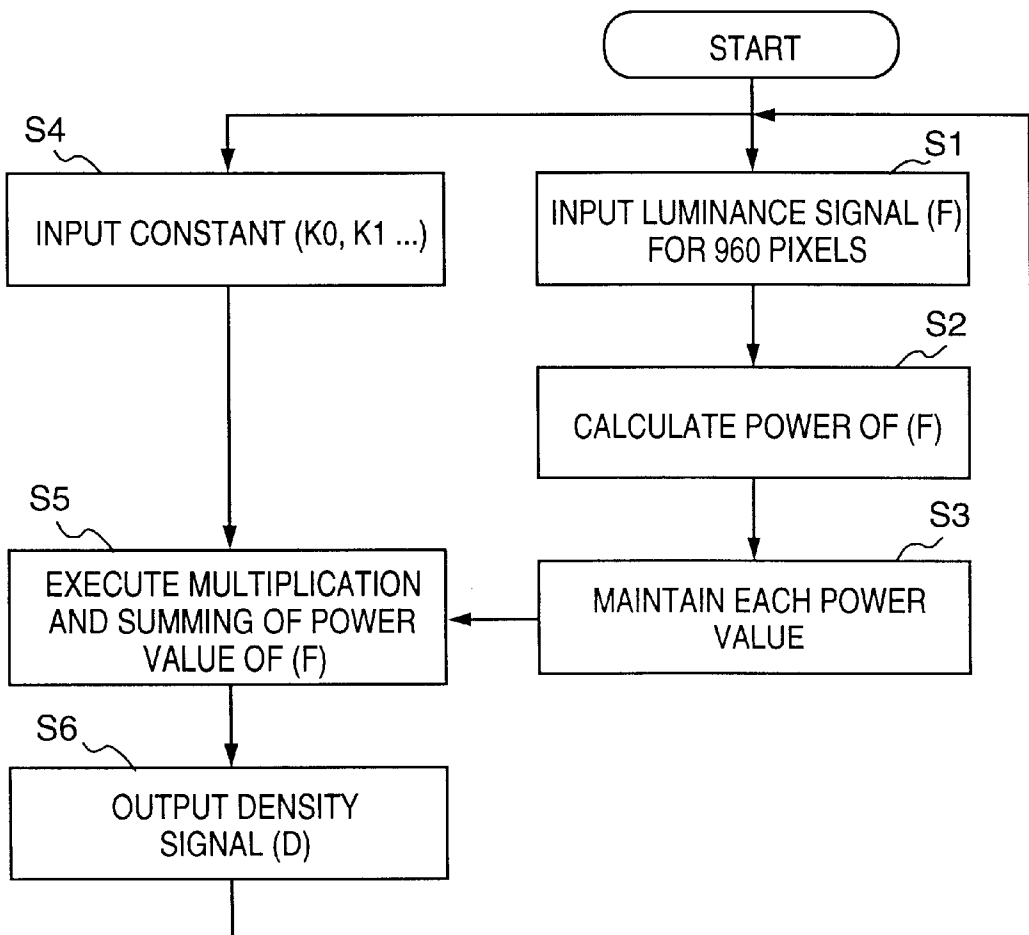 START
S4
INPUT CONSTANT (K0, K1 ...)
S1
INPUT LUMINANCE SIGNAL (F)
FOR 960 PIXELS
S2
CALCULATE POWER OF (F)
S3
MAINTAIN EACH POWER
VALUE
S5
EXECUTE MULTIPLICATION
AND SUMMING OF POWER
VALUE OF (F)
S6
OUTPUT DENSITY
SIGNAL (D)